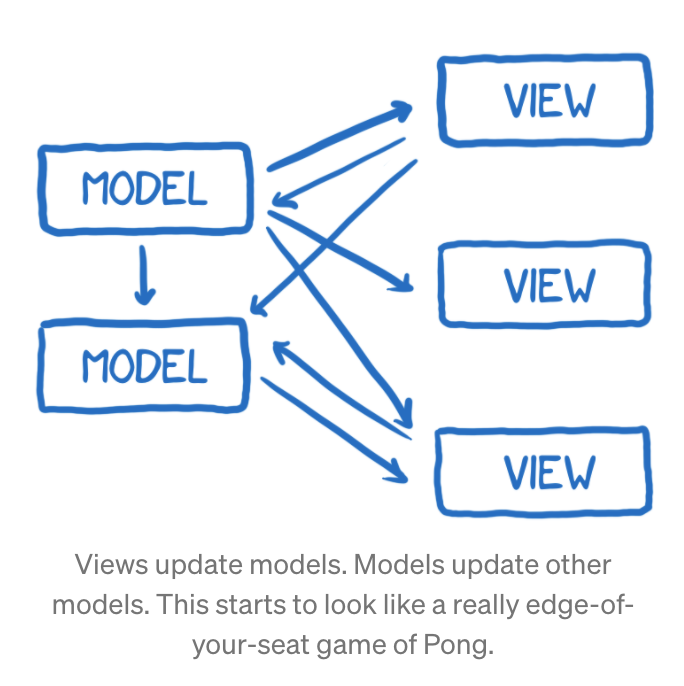 VIEW
MODEL
VIEW
MODEL
VIEW
Views update models. Models update other
models. This starts to look like a really edge-of-
your-seat game of Pong.